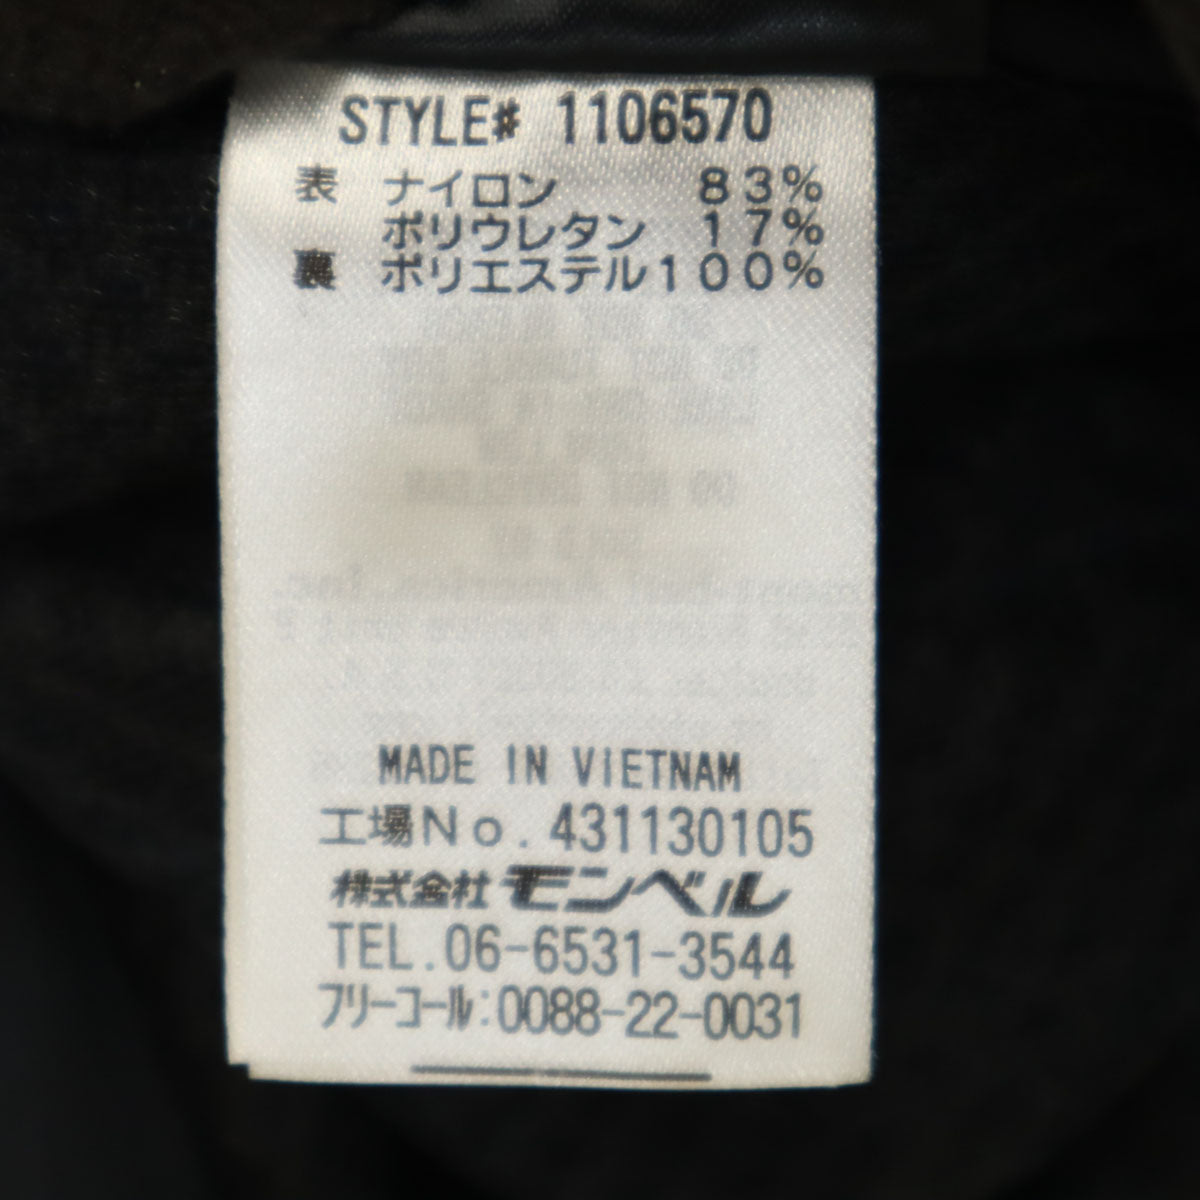 STYLE# 1106570
表 ナイロン 83%
ポリウレタン 17%
裏 ポリエステル100%
MADE IN VIETNAM
工場No. 431130105
株式会社 モンベル
TEL.06-6531-3544
フリーコール:0088-22-0031